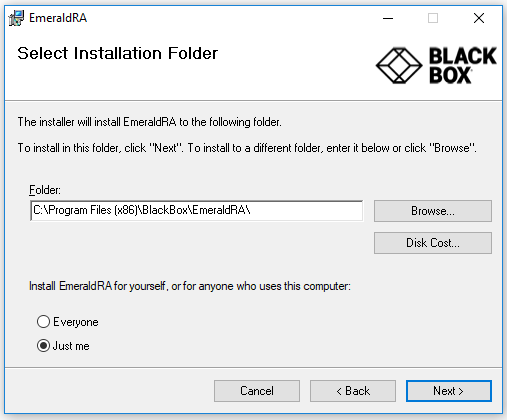 EmeraldRA
Select Installation Folder
BLACK
BOX
The installer will install EmeraldRA to the following folder.
To install in this folder, click "Next". To install to a different folder, enter it below or click "Browse".
Folder:
C:\Program Files (x86)\BlackBox\EmeraldRA\
Browse...
Disk Cost...
Install EmeraldRA for yourself, or for anyone who uses this computer:
Everyone
Just me
Cancel
< Back
Next >